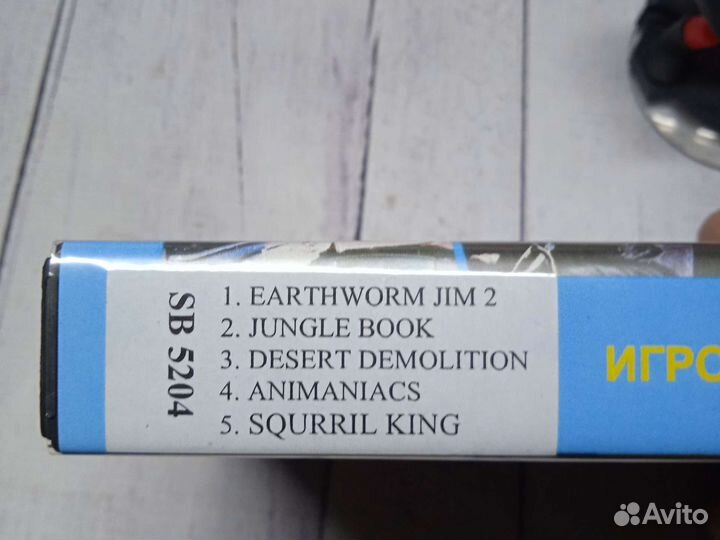 SB 5204
1. EARTHWORM JIM 2
2. JUNGLE BOOK
3. DESERT DEMOLITION
4. ANIMANIACS
5. SQURRIL KING
ИГРО
Avito